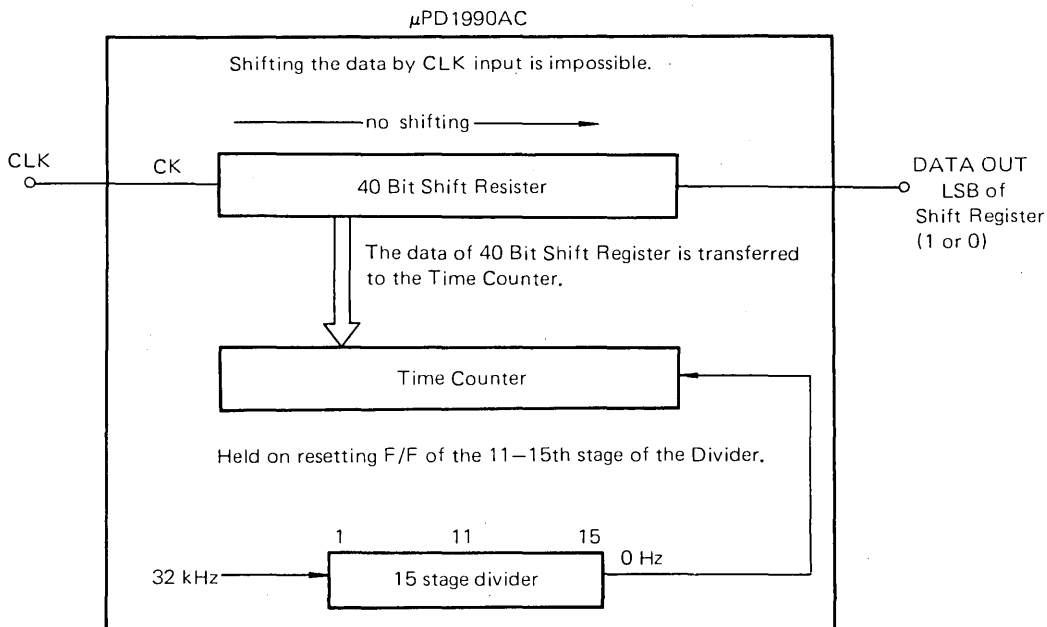 μPD1990AC
Shifting the data by CLK input is impossible.
no shifting
CLK
CK
40 Bit Shift Resister
DATA OUT
LSB of
Shift Register
(1 or 0)
The data of 40 Bit Shift Register is transferred
to the Time Counter.
Time Counter
Held on resetting F/F of the 11–15th stage of the Divider.
1
11
15
32 kHz
15 stage divider
0 Hz